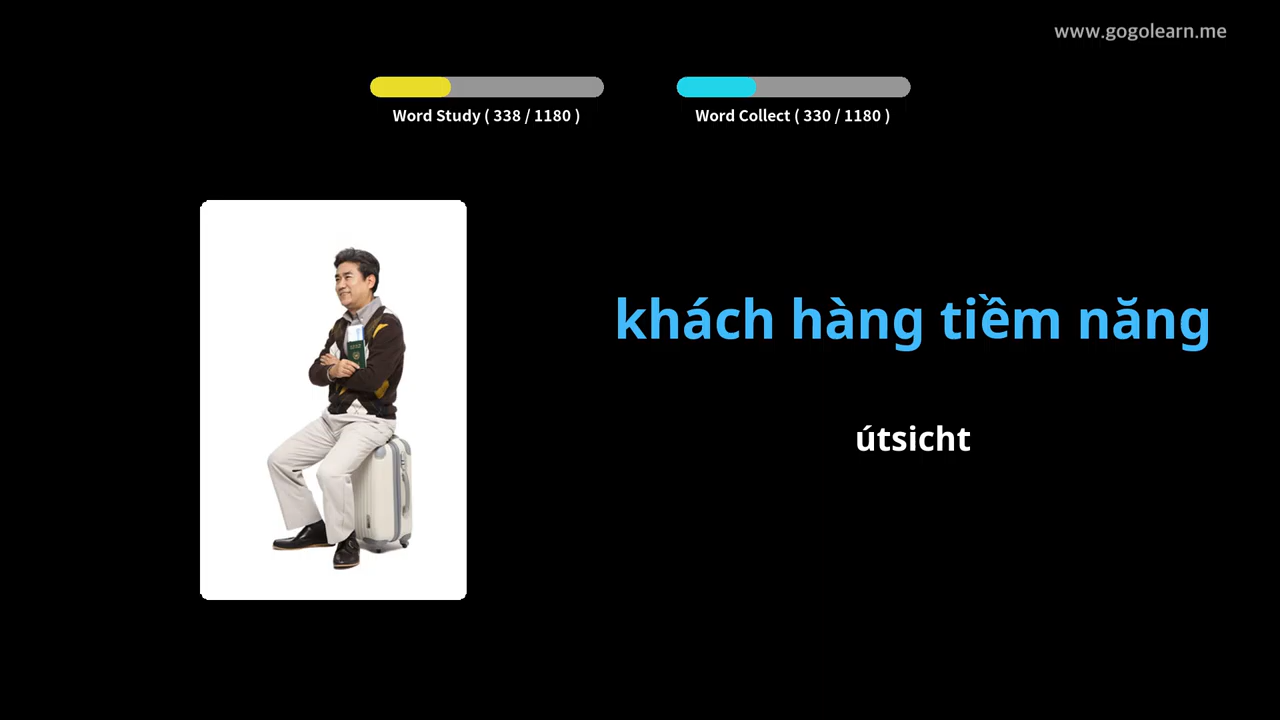 www.gogolearn.me
Word Study ( 338 / 1180 )
Word Collect ( 330 / 1180 )
khách hàng tiềm năng
útsicht